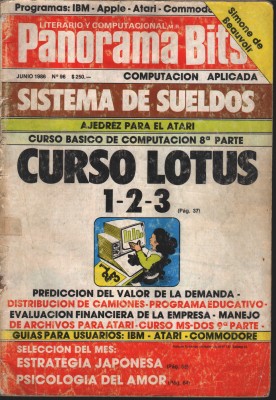 Programas: IBM - Apple - Atari - Commodore
LITERARIO Y COMPUTACIONAL M.R.
Simone de
Beauvoir
Panorama Bits
JUNIO 1986 Nº 96 $ 250.—
COMPUTACION APLICADA
SISTEMA DE SUELDOS
AJEDREZ PARA EL ATARI
CURSO BASICO DE COMPUTACION 8ª PARTE
CURSO LOTUS
1-2-3 (Pág. 37)
PREDICCION DEL VALOR DE LA DEMANDA -
DISTRIBUCION DE CAMIONES-PROGRAMA EDUCATIVO-
EVALUACION FINANCIERA DE LA EMPRESA - MANEJO
DE ARCHIVOS PARA ATARI-CURSO MS-DOS 9ª PARTE -
GUIAS PARA USUARIOS: IBM - ATARI - COMMODORE
SELECCION DEL MES:
ESTRATEGIA JAPONESA
PSICOLOGIA DEL AMOR